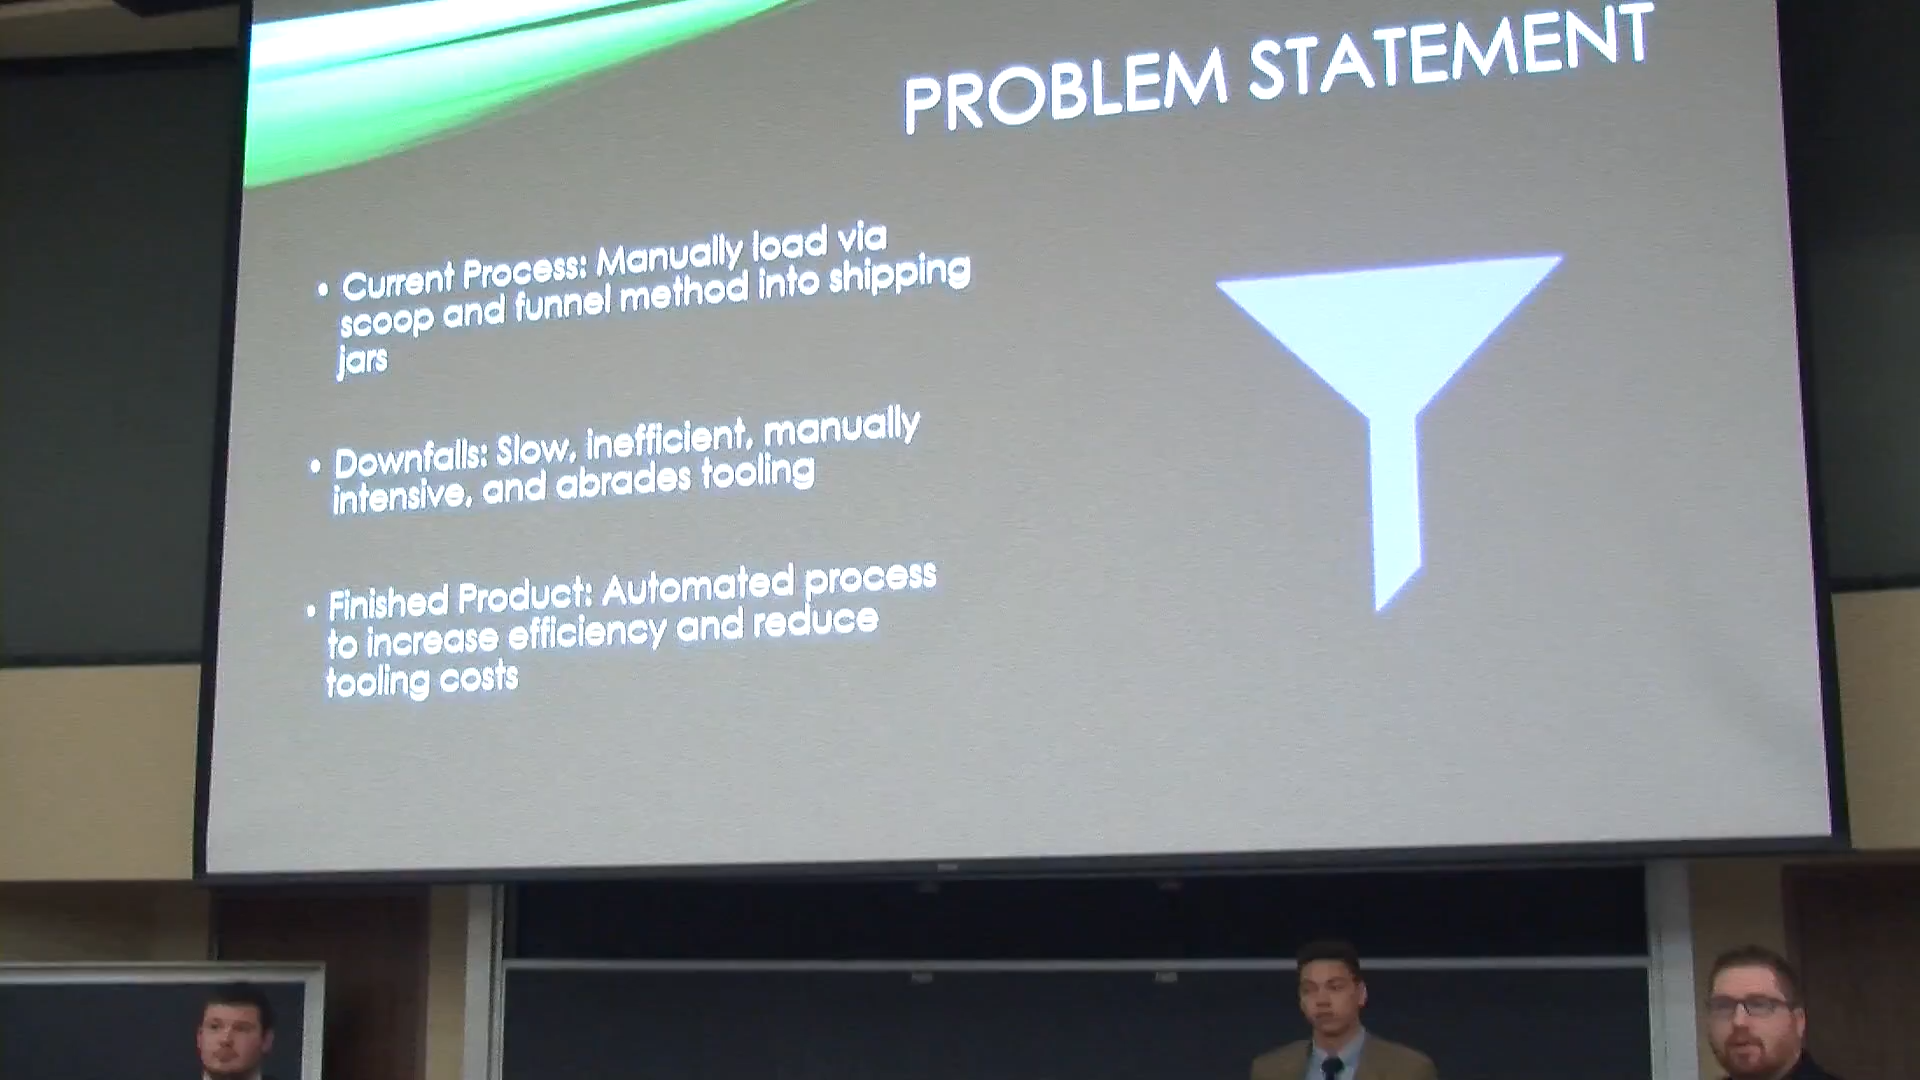 PROBLEM STATEMENT
• Current Process: Manually load via
scoop and funnel method into shipping
jars
• Downfalls: Slow, inefficient, manually
intensive, and abrades tooling
• Finished Product: Automated process
to increase efficiency and reduce
tooling costs